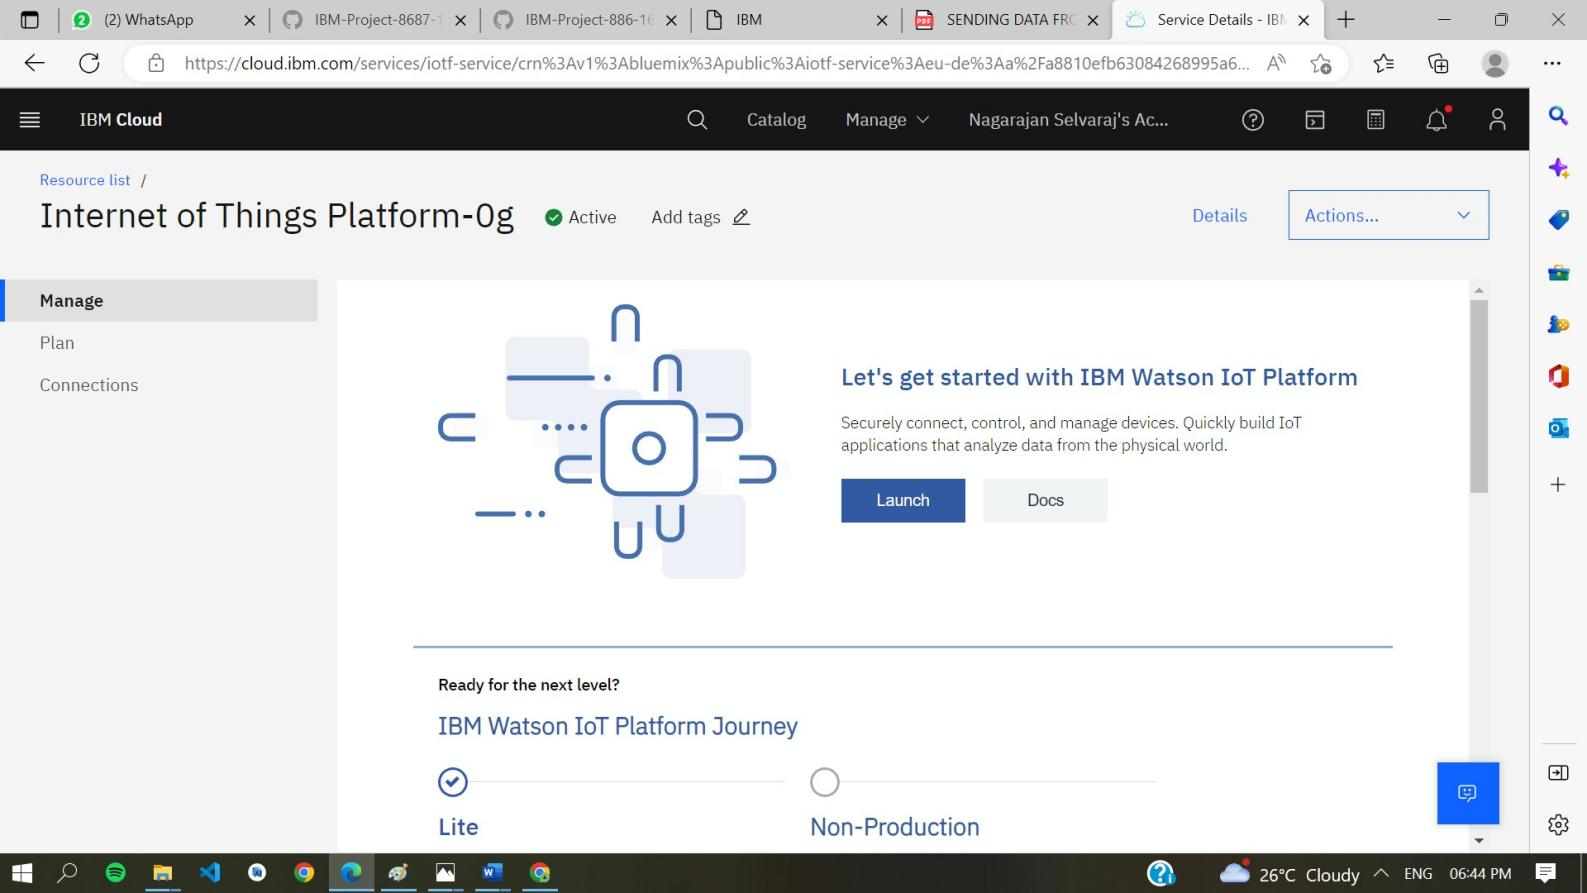 (2) WhatsApp
IBM-Project-8687-1
IBM-Project-886-16
IBM
SENDING DATA FRO
Service Details - IBM
https://cloud.ibm.com/services/iotf-service/crn%3Av1%3Abluemix%3Apublic%3Aiotf-service%3Aeu-de%3Aa%2Fa8810efb63084268995a6...
IBM Cloud
Catalog
Manage
Nagarajan Selvaraj's Ac...
Resource list /
Internet of Things Platform-0g
Active
Add tags
Details
Actions...
Manage
Plan
Connections
Let's get started with IBM Watson IoT Platform
Securely connect, control, and manage devices. Quickly build IoT
applications that analyze data from the physical world.
Launch
Docs
Ready for the next level?
IBM Watson IoT Platform Journey
Lite
Non-Production
26°C Cloudy
ENG
06:44 PM